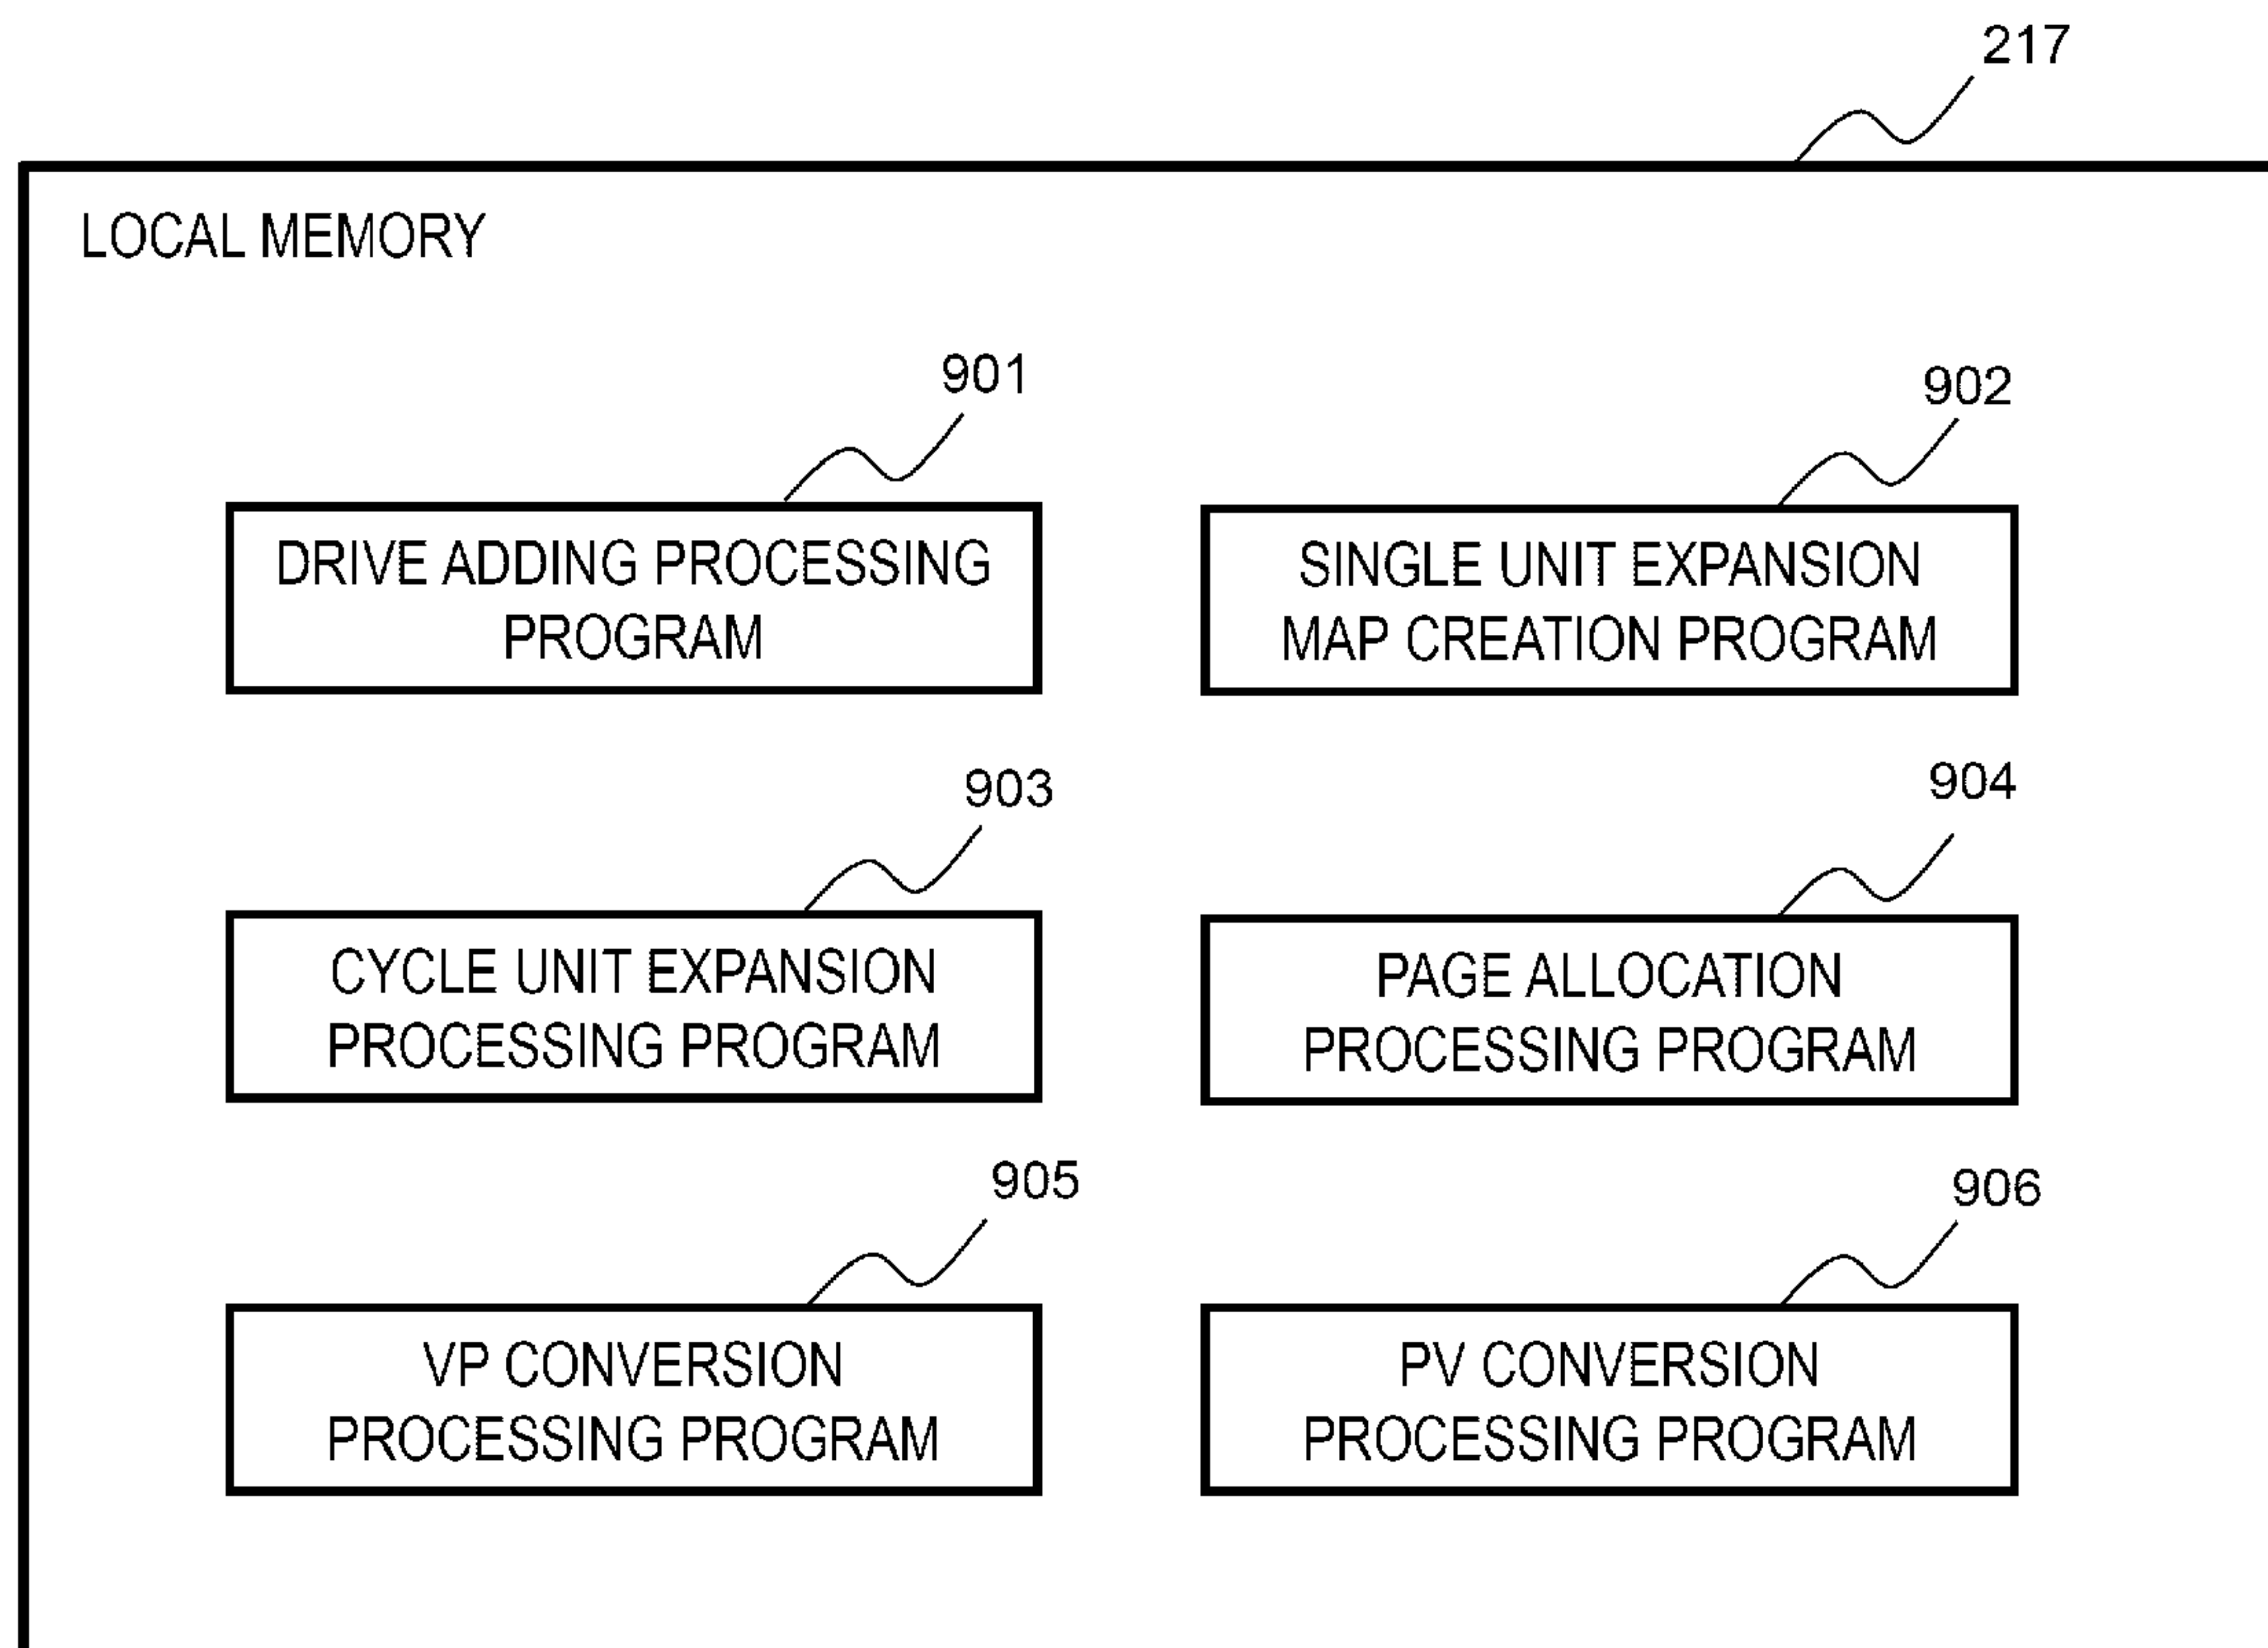 217
LOCAL MEMORY
901
902
DRIVE ADDING PROCESSING
PROGRAM
SINGLE UNIT EXPANSION
MAP CREATION PROGRAM
903
904
CYCLE UNIT EXPANSION
PROCESSING PROGRAM
PAGE ALLOCATION
PROCESSING PROGRAM
905
906
VP CONVERSION
PROCESSING PROGRAM
PV CONVERSION
PROCESSING PROGRAM